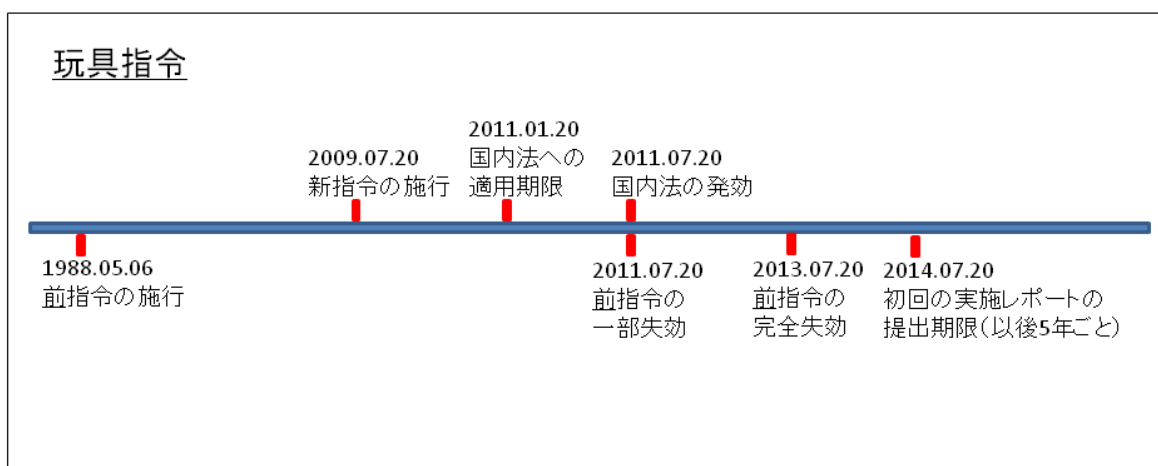 玩具指令
2009.07.20
新指令の施行
2011.01.20
国内法への
適用期限
2011.07.20
国内法の発効
1988.05.06
前指令の施行
2011.07.20
前指令の
一部失効
2013.07.20
前指令の
完全失効
2014.07.20
初回の実施レポートの
提出期限(以後5年ごと)